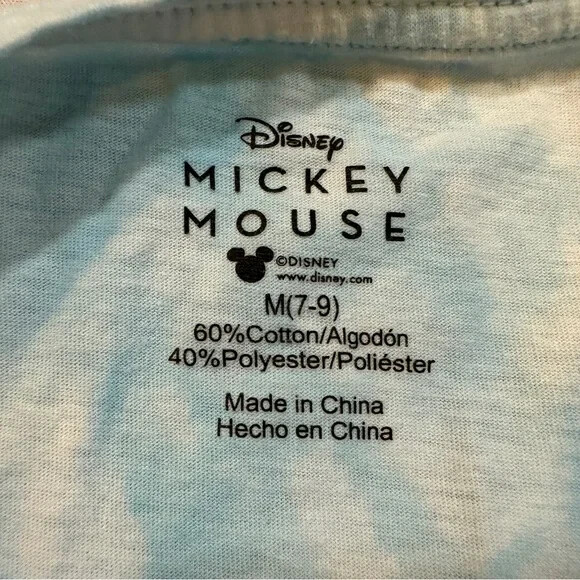 Disney
MICKEY
MOUSE
©DISNEY
www.disney.com
M(7-9)
60%Cotton/Algodón
40%Polyester/Poliéster
Made in China
Hecho en China